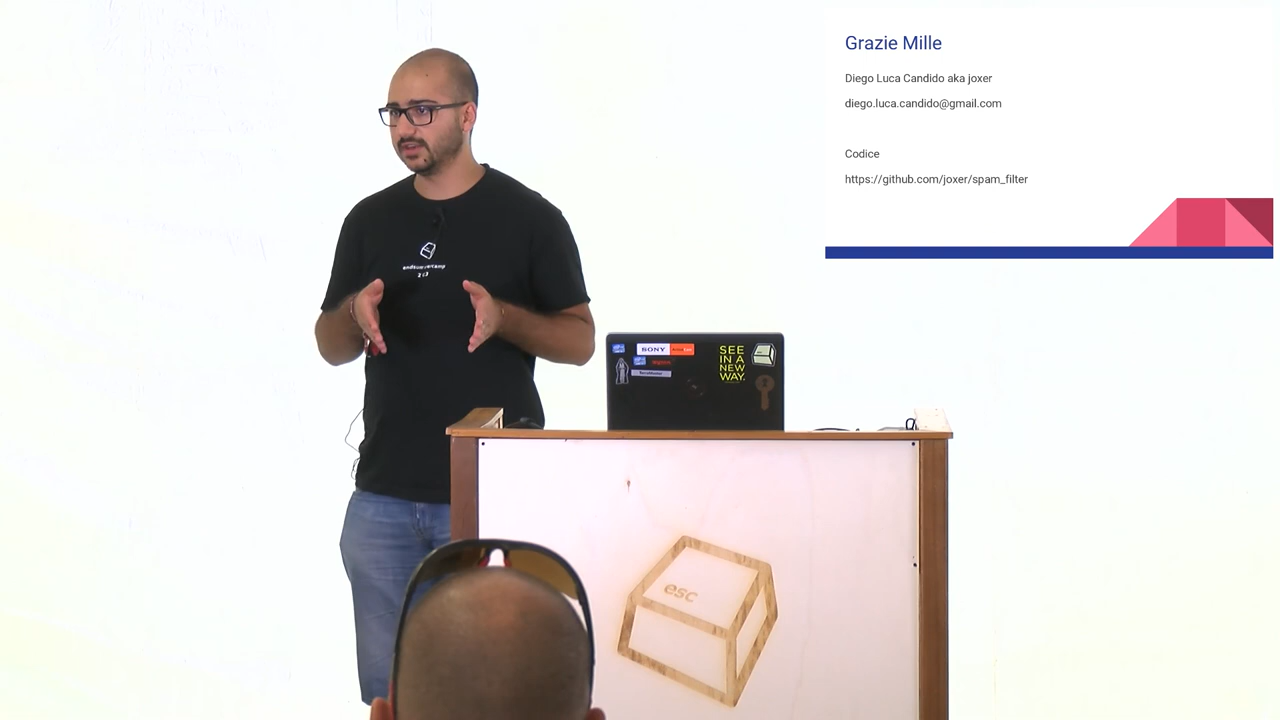 Grazie Mille
Diego Luca Candido aka joxer
diego.luca.candido@gmail.com
Codice
https://github.com/joxer/spam_filter
SONY
SEE
IN A
NEW
WAY.
esc